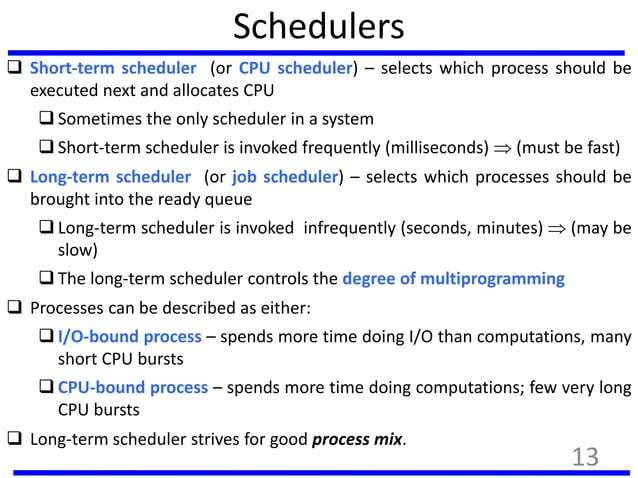 Schedulers
❑ Short-term scheduler (or CPU scheduler) – selects which process should be
executed next and allocates CPU
❑ Sometimes the only scheduler in a system
❑ Short-term scheduler is invoked frequently (milliseconds) ⇒ (must be fast)
❑ Long-term scheduler (or job scheduler) – selects which processes should be
brought into the ready queue
❑ Long-term scheduler is invoked infrequently (seconds, minutes) ⇒ (may be
slow)
❑ The long-term scheduler controls the degree of multiprogramming
❑ Processes can be described as either:
❑ I/O-bound process – spends more time doing I/O than computations, many
short CPU bursts
❑ CPU-bound process – spends more time doing computations; few very long
CPU bursts
❑ Long-term scheduler strives for good process mix.
13